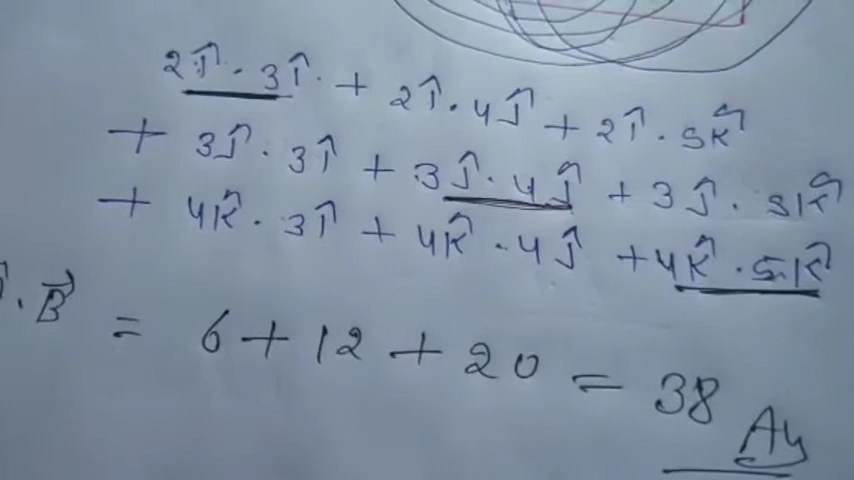 2î · 3î + 2î · 4ĵ + 2î · 5k̂
+ 3ĵ · 3î + 3ĵ · 4ĵ + 3ĵ · 5k̂
+ 4k̂ · 3î + 4k̂ · 4ĵ + 4k̂ · 5k̂
· B⃗ = 6 + 12 + 20 = 38